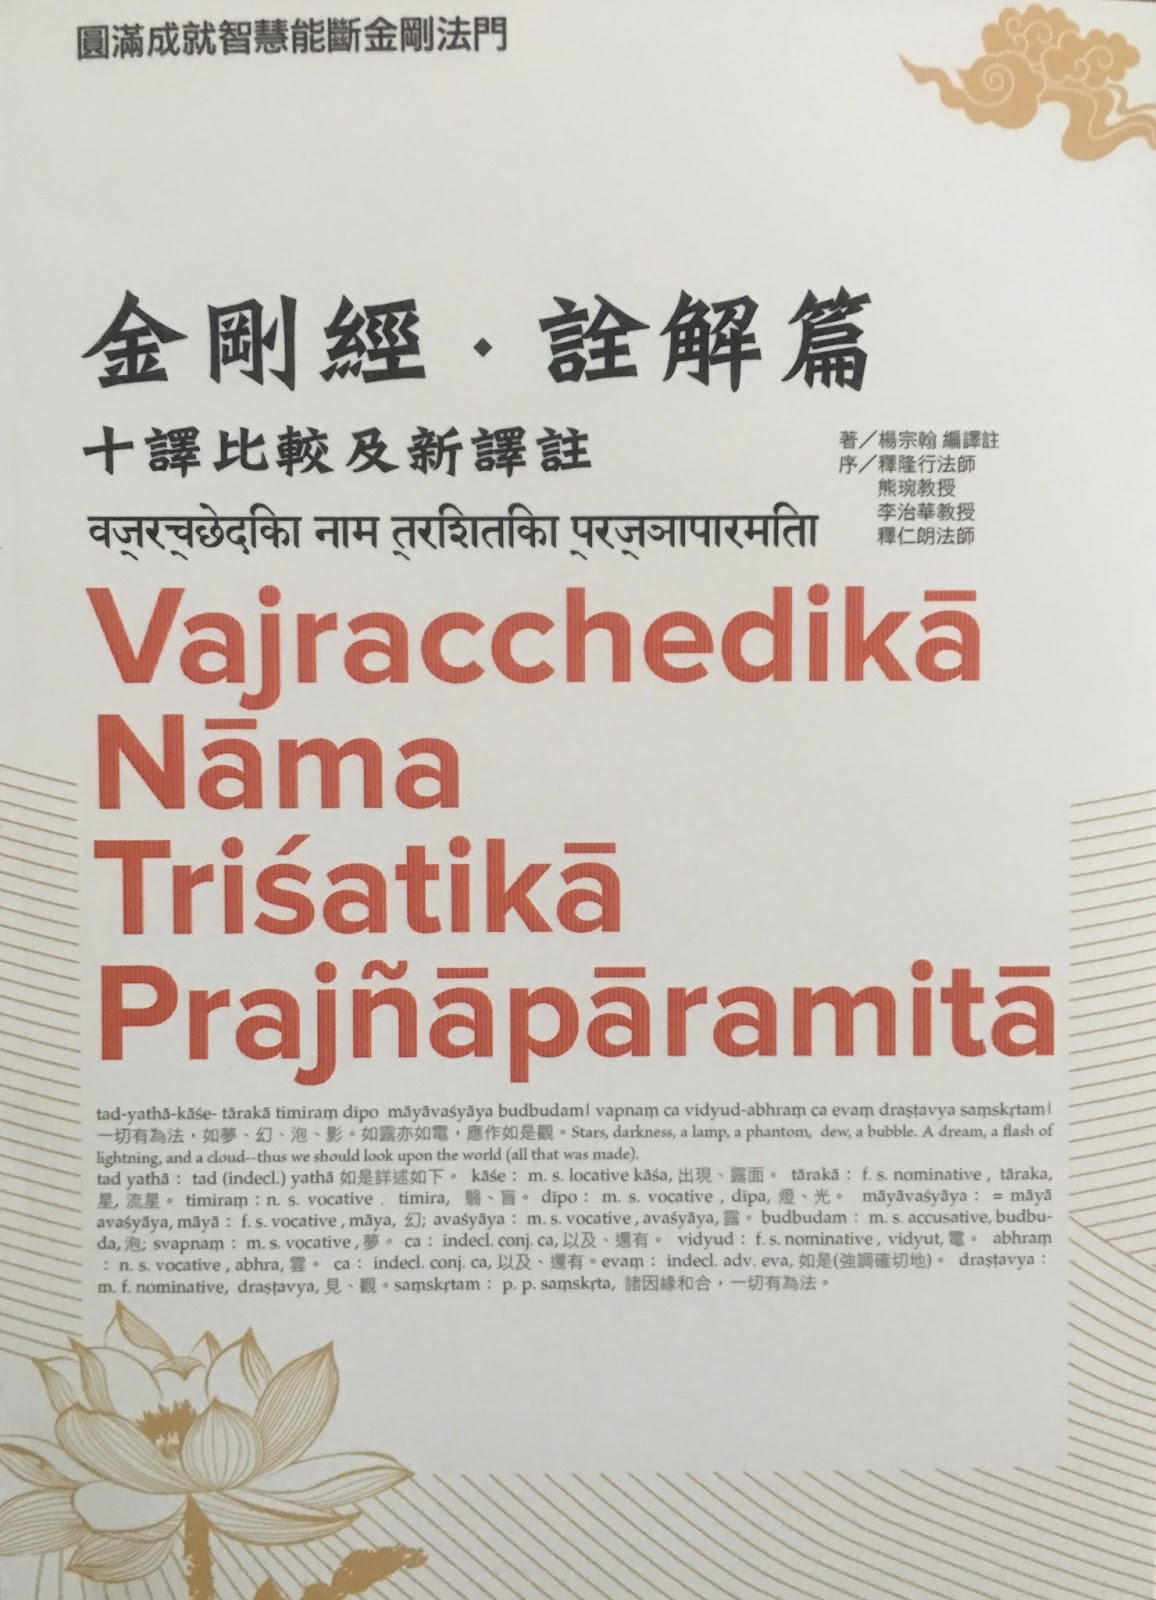 圓滿成就智慧能斷金剛法門
金剛經・詮解篇
十譯比較及新譯註
著／楊宗翰 編譯註
序／釋隆行法師
熊琬教授
李治華教授
釋仁朗法師
वज्रच्छेदिका नाम त्रिशतिका प्रज्ञापारमिता
Vajracchedikā
Nāma
Triśatikā
Prajñāpāramitā
tad-yathā-kāśe- tārakā timiraṃ dīpo māyāvaśyāya budbudam| vapnaṃ ca vidyud-abhraṃ ca evaṃ draṣṭavya saṃskṛtam|
一切有為法，如夢、幻、泡、影。如露亦如電，應作如是觀。Stars, darkness, a lamp, a phantom, dew, a bubble. A dream, a flash of
lightning, and a cloud--thus we should look upon the world (all that was made).
tad yathā： tad (indecl.) yathā 如是詳述如下。 kāśe： m. s. locative kāśa, 出現、露面。 tārakā： f. s. nominative , tāraka,
星, 流星。 timiraṃ : n. s. vocative . timira, 翳、盲。 dīpo： m. s. vocative , dīpa, 燈、光。 māyāvaśyāya： = māyā
avaśyāya, māyā： f. s. vocative , māya, 幻; avaśyāya： m. s. vocative , avaśyāya, 露。 budbudam： m. s. accusative, budbu-
da, 泡; svapnaṃ： m. s. vocative , 夢。 ca： indecl. conj. ca, 以及、還有。 vidyud： f. s. nominative , vidyut, 電。 abhraṃ
：n. s. vocative , abhra, 雲。 ca： indecl. conj. ca, 以及、還有。evaṃ： indecl. adv. eva, 如是(強調確切地)。 draṣṭavya：
m. f. nominative, draṣṭavya, 見、觀。saṃskṛtam： p. p. saṃskṛta, 諸因緣和合，一切有為法。